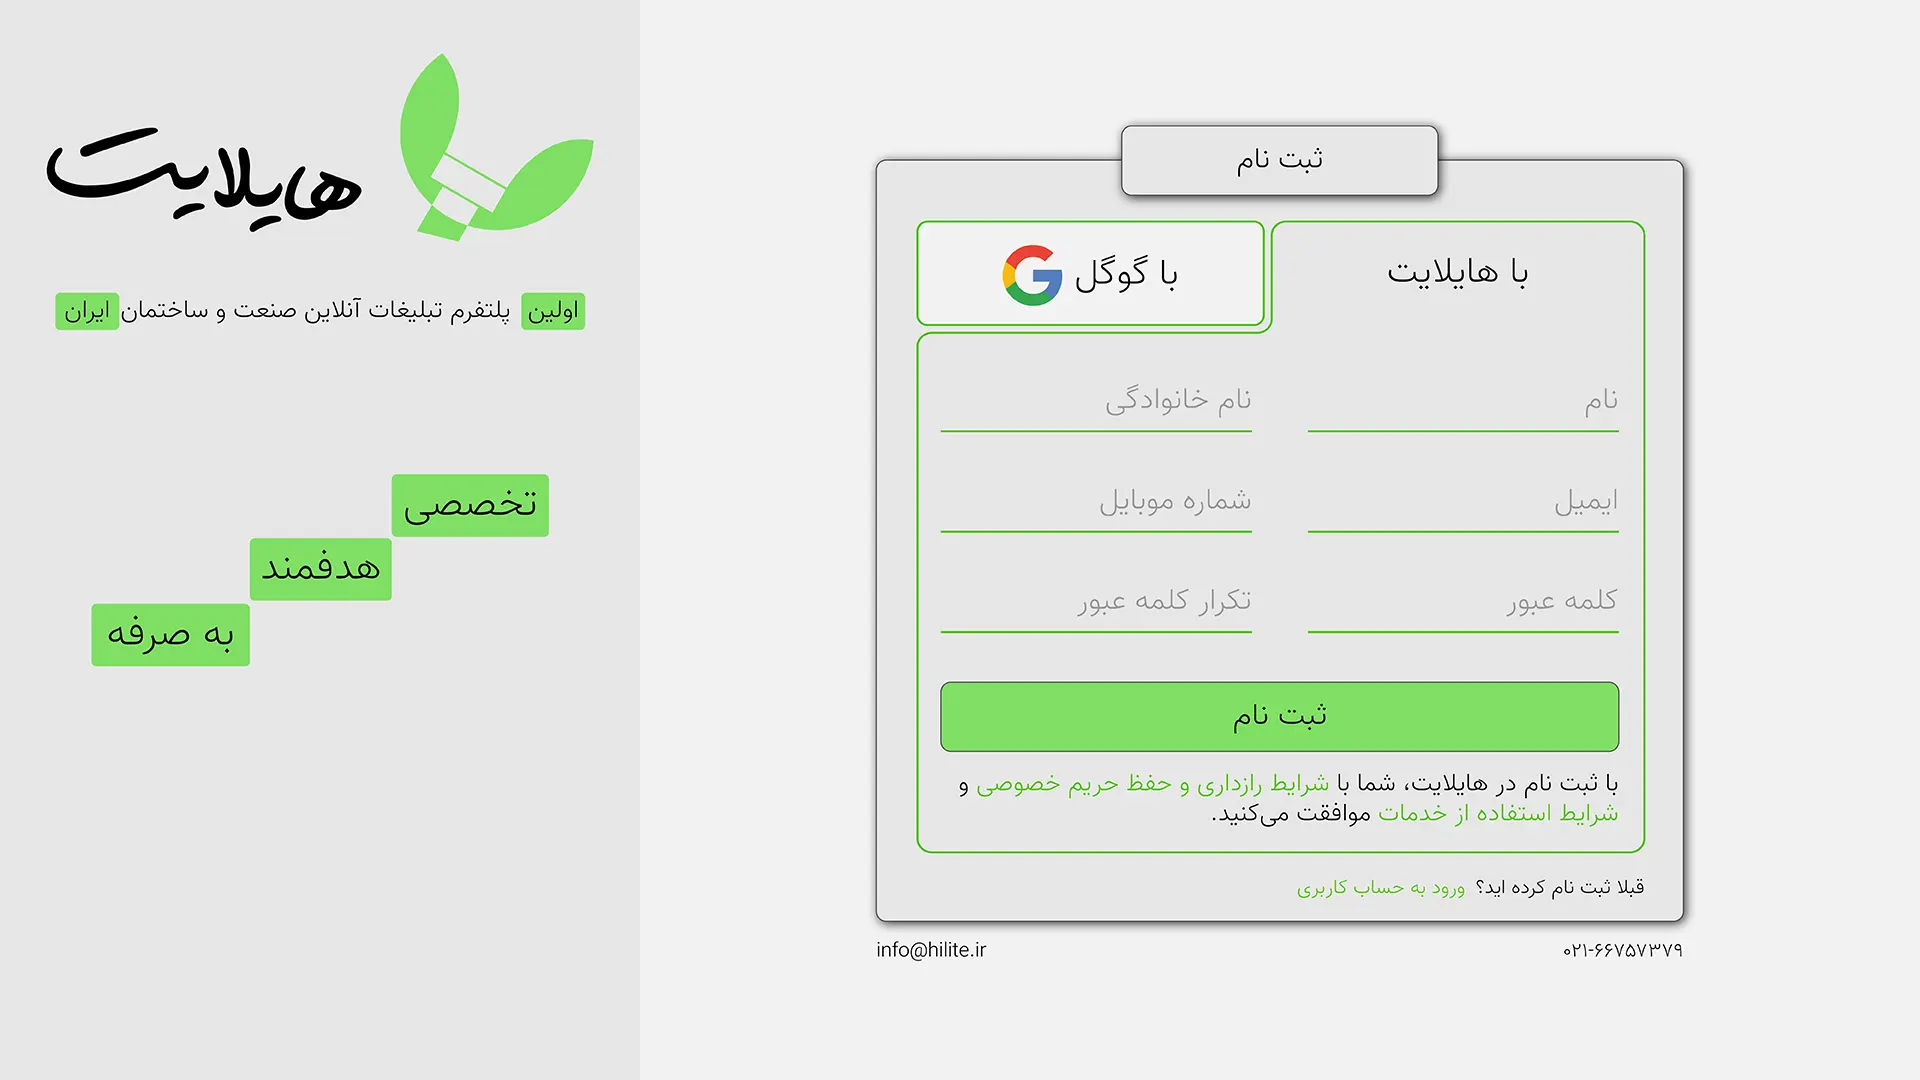 هایلایت
اولین پلتفرم تبلیغات آنلاین صنعت و ساختمان ایران
تخصصی
هدفمند
به صرفه
ثبت نام
با هایلایت
با گوگل
نام
نام خانوادگی
ایمیل
شماره موبایل
کلمه عبور
تکرار کلمه عبور
ثبت نام
با ثبت نام در هایلایت، شما با شرایط رازداری و حفظ حریم خصوصی و
شرایط استفاده از خدمات موافقت می‌کنید.
قبلا ثبت نام کرده اید؟ ورود به حساب کاربری
۰۲۱-۶۶۷۵۷۳۷۹
info@hilite.ir